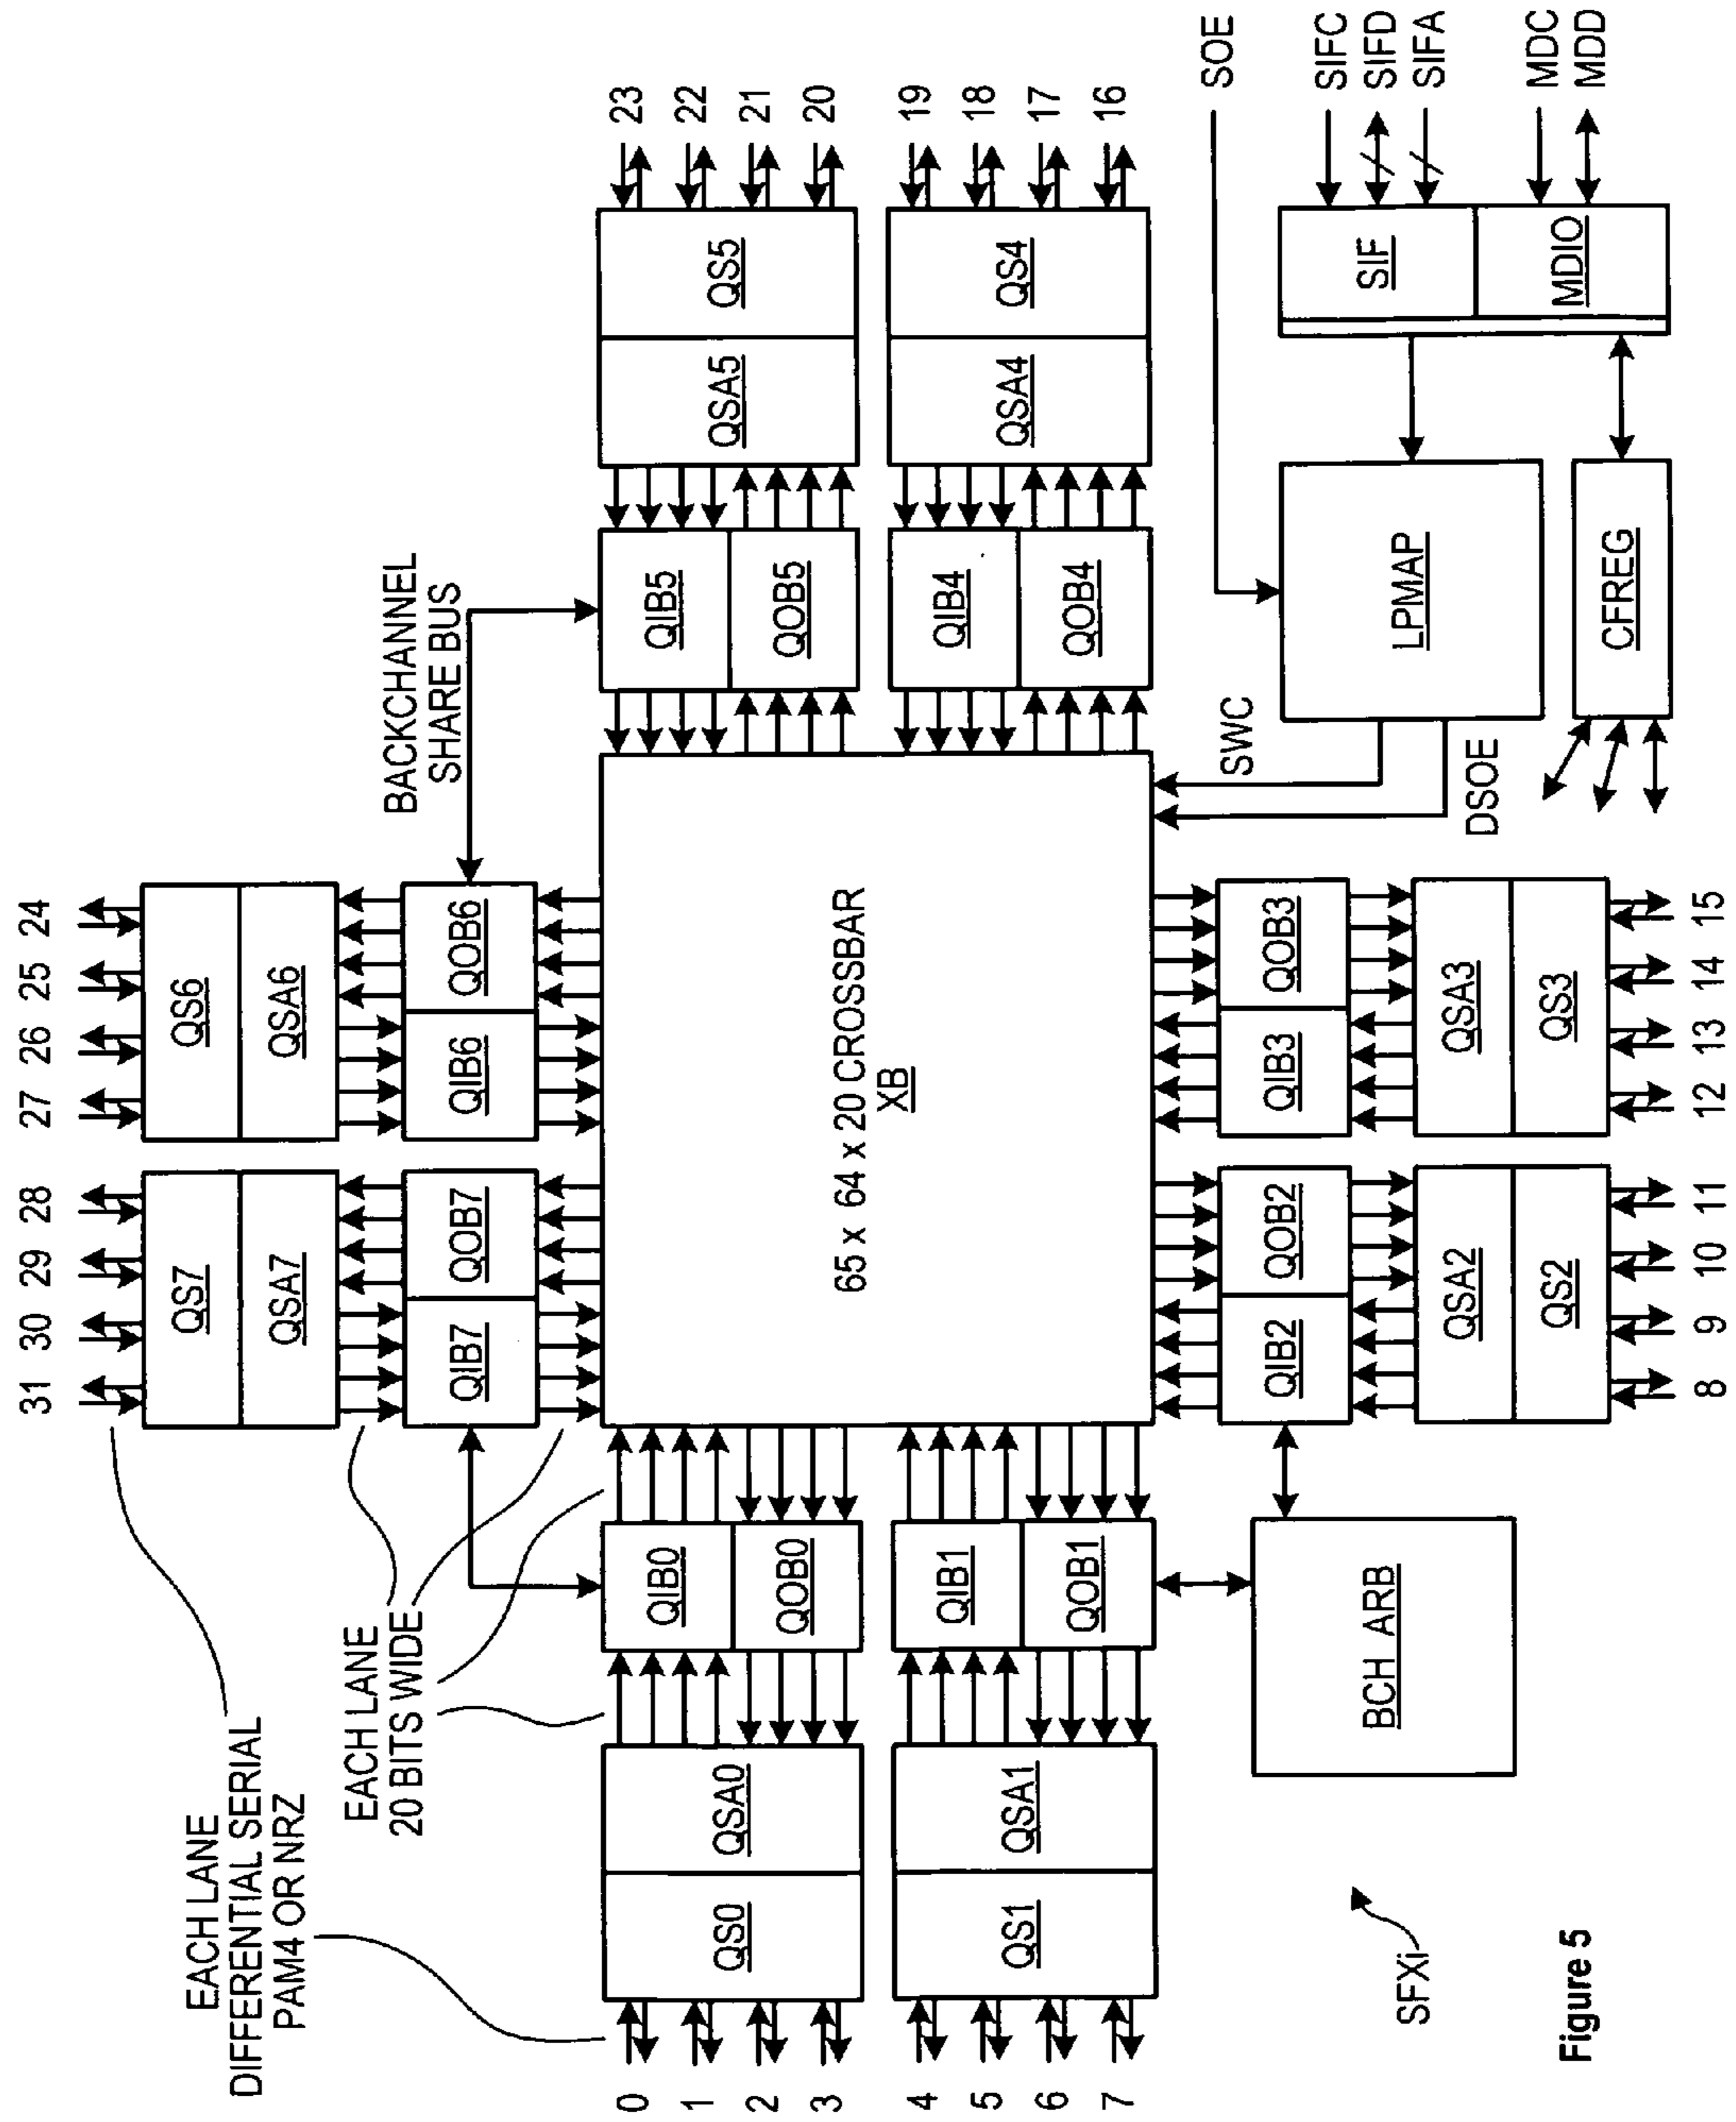 31
30
29
28
27
26
25
24
QS7
QSA7
QIB7
QOB7
QS6
QSA6
QIB6
QOB6
BACKCHANNEL
SHARE BUS
EACH LANE
DIFFERENTIAL SERIAL
PAM4 OR NRZ
EACH LANE
20 BITS WIDE
0
1
2
3
QS0
QSA0
QIB0
QOB0
4
5
6
7
QS1
QSA1
QIB1
QOB1
65 x 64 x 20 CROSSBAR
XB
QIB5
QOB5
QSA5
QS5
23
22
21
20
QIB4
QOB4
QSA4
QS4
19
18
17
16
BCH ARB
QIB2
QOB2
QSA2
QS2
8
9
10
11
QIB3
QOB3
QSA3
QS3
12
13
14
15
SWC
DSOE
LPMAP
CFREG
SIF
MDIO
SOE
SIFC
SIFD
SIFA
MDC
MDD
SFXi
Figure 5